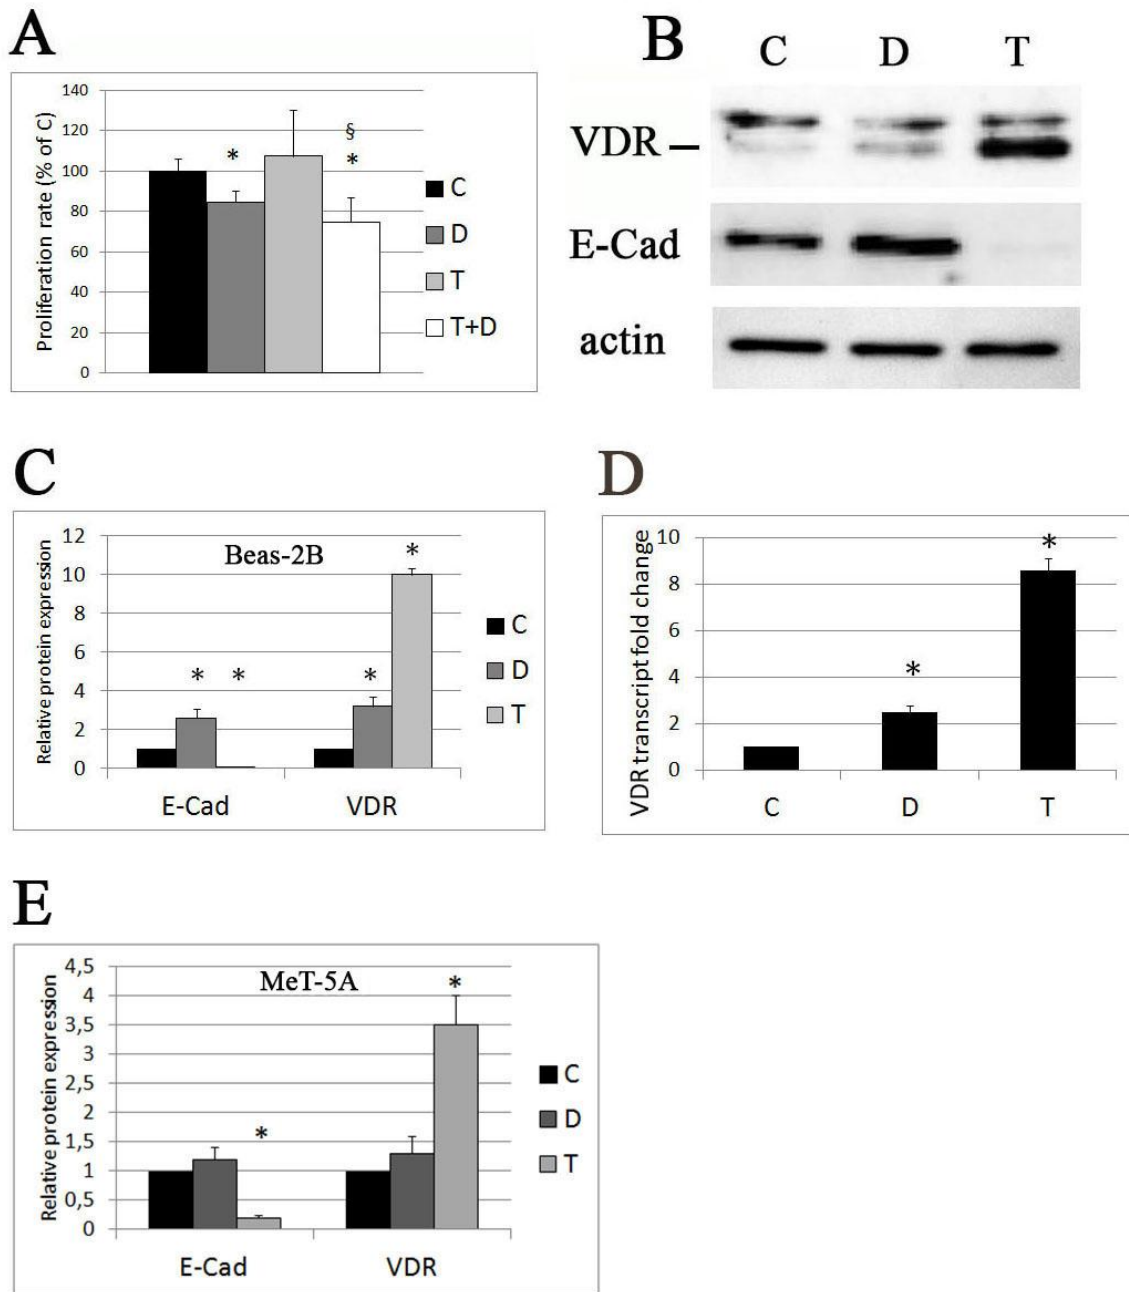 A
140
120
100
80
60
40
20
0
Proliferation rate (% of C)
*
§
*
C
D
T
T+D
B
C D T
VDR
E-Cad
actin
C
12
10
8
6
4
2
0
Relative protein expression
Beas-2B
* *
*
*
E-Cad VDR
C
D
T
D
10
8
6
4
2
0
VDR transcript fold change
*
*
C D T
E
4,5
4
3,5
3
2,5
2
1,5
1
0,5
0
Relative protein expression
MeT-5A
*
*
E-Cad VDR
C
D
T